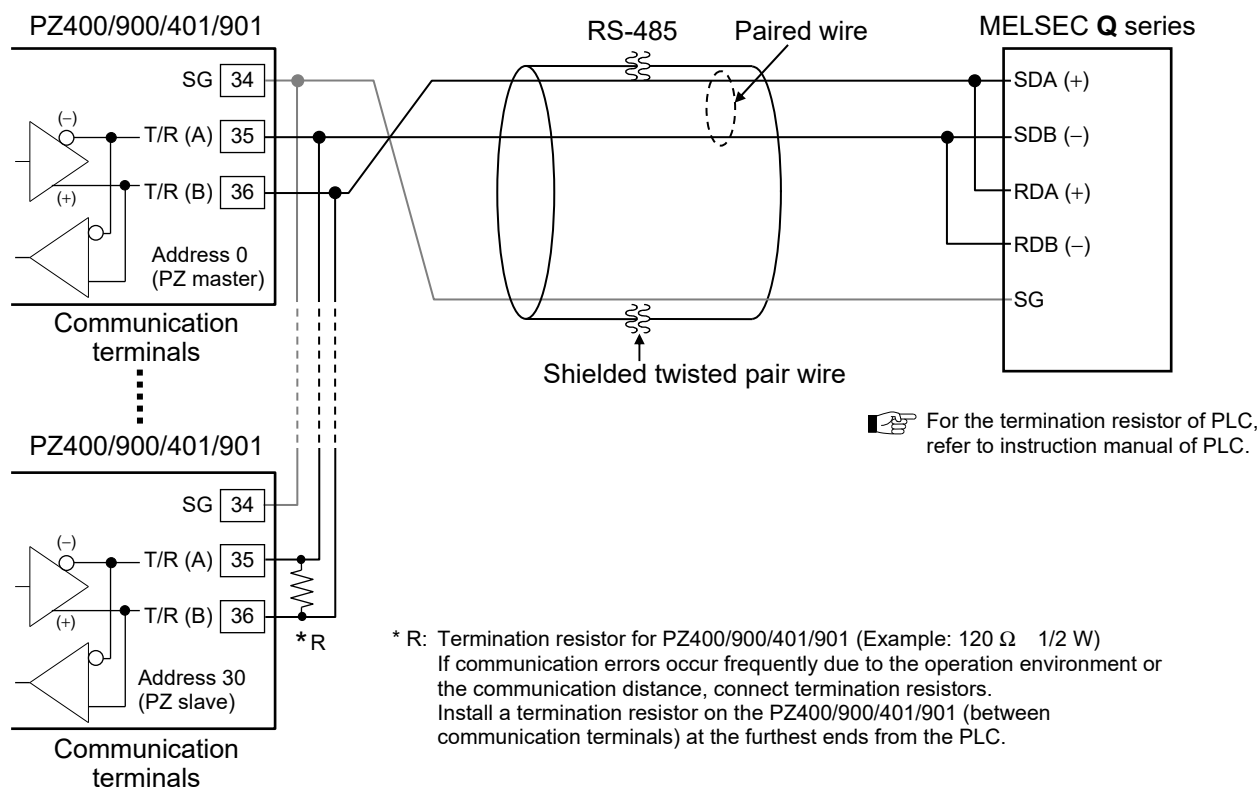 PZ400/900/401/901
RS-485
Paired wire
MELSEC Q series
SG 34
(−)
T/R (A) 35
T/R (B) 36
(+)
Address 0
(PZ master)
Communication
terminals
SDA (+)
SDB (−)
RDA (+)
RDB (−)
SG
Shielded twisted pair wire
For the termination resistor of PLC,
refer to instruction manual of PLC.
PZ400/900/401/901
SG 34
(−)
T/R (A) 35
T/R (B) 36
(+)
* R
Address 30
(PZ slave)
Communication
terminals
* R: Termination resistor for PZ400/900/401/901 (Example: 120 Ω 1/2 W)
If communication errors occur frequently due to the operation environment or
the communication distance, connect termination resistors.
Install a termination resistor on the PZ400/900/401/901 (between
communication terminals) at the furthest ends from the PLC.